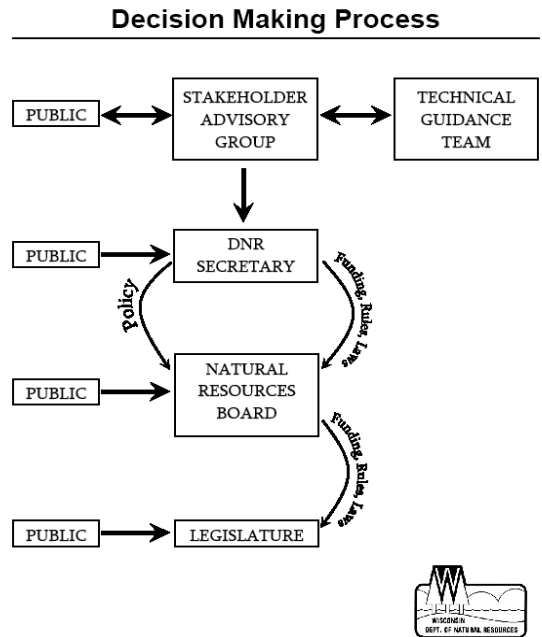 Decision Making Process
PUBLIC
STAKEHOLDER
ADVISORY
GROUP
TECHNICAL
GUIDANCE
TEAM
PUBLIC
DNR
SECRETARY
Policy
Funding, Rules, Laws
PUBLIC
NATURAL
RESOURCES
BOARD
Funding, Rules, Laws
PUBLIC
LEGISLATURE
WISCONSIN
DEPT. OF NATURAL RESOURCES